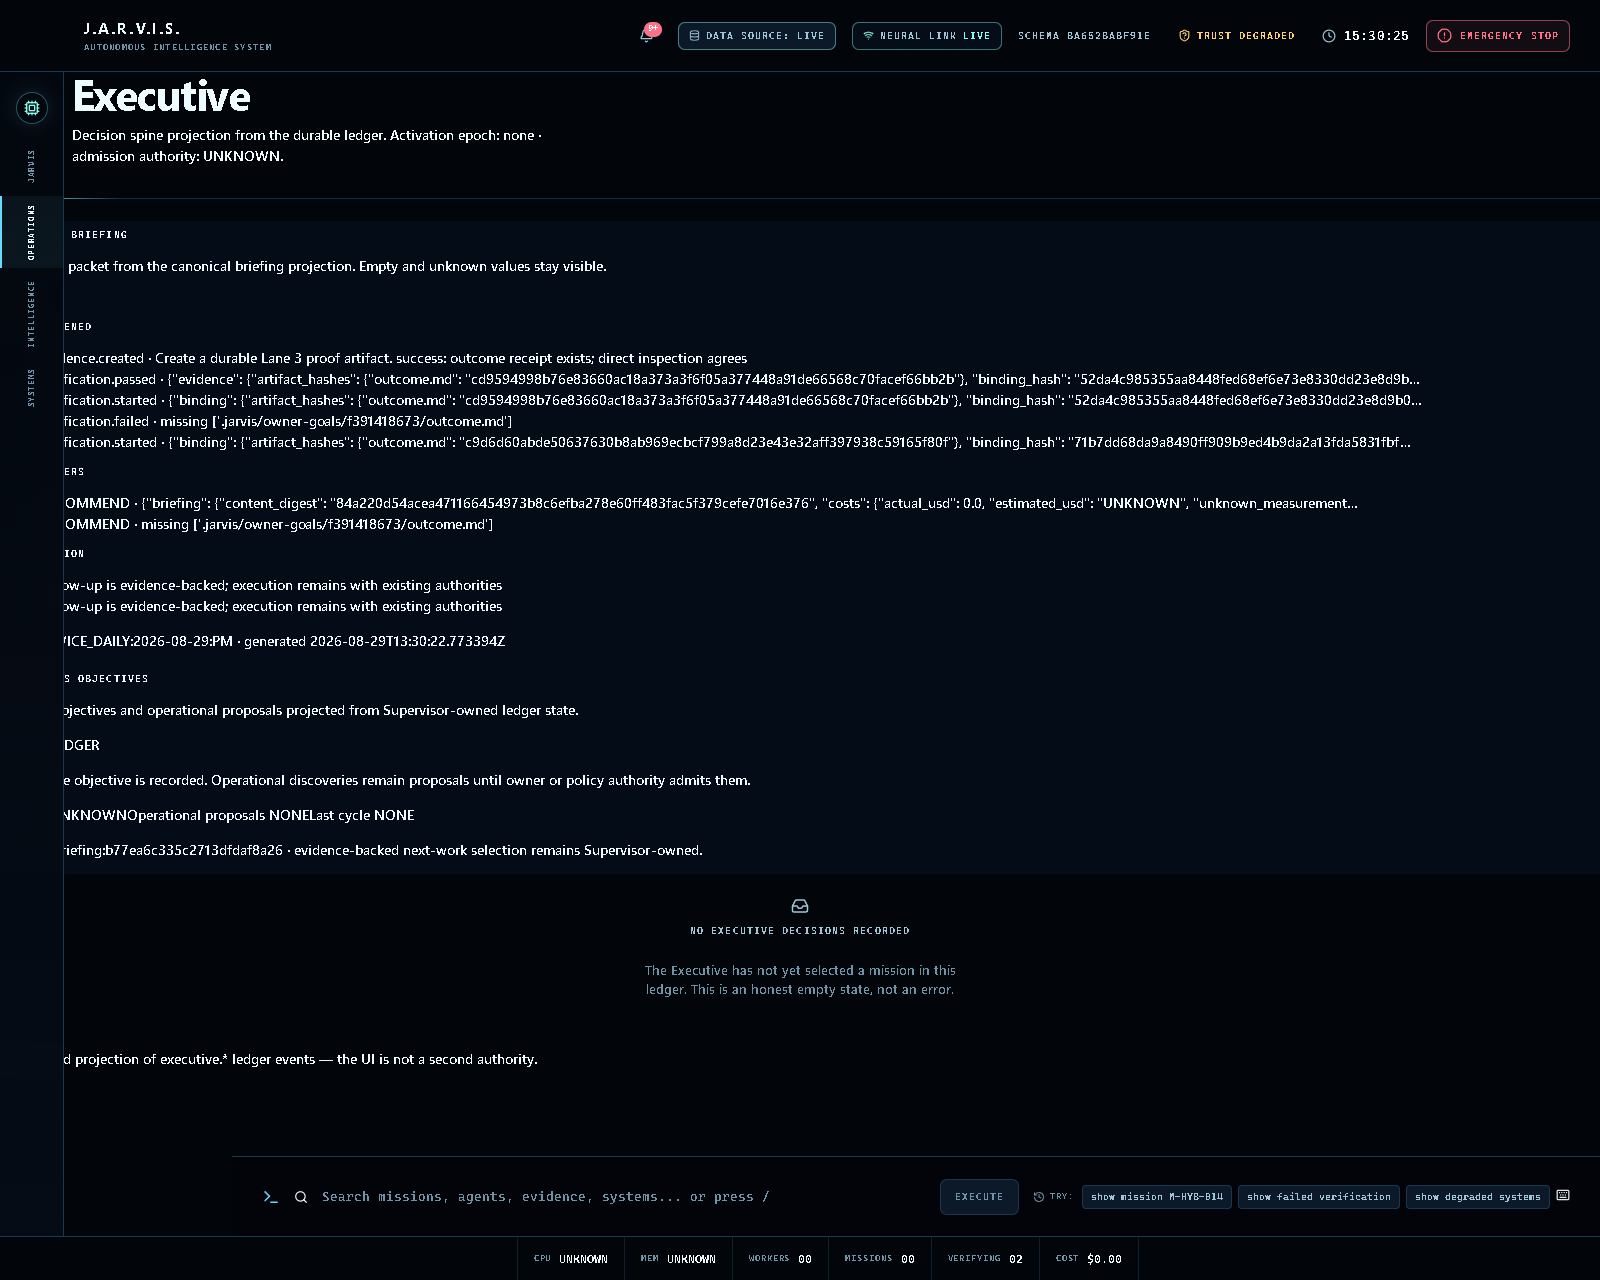 J.A.R.V.I.S.
AUTONOMOUS INTELLIGENCE SYSTEM
9+
DATA SOURCE: LIVE
NEURAL LINK LIVE
SCHEMA BA652BABF91E
TRUST DEGRADED
15:30:25
EMERGENCY STOP
JARVIS
OPERATIONS
INTELLIGENCE
SYSTEMS
Executive
Decision spine projection from the durable ledger. Activation epoch: none ·
admission authority: UNKNOWN.
BRIEFING
packet from the canonical briefing projection. Empty and unknown values stay visible.
ENED
lence.created · Create a durable Lane 3 proof artifact. success: outcome receipt exists; direct inspection agrees
fication.passed · {"evidence": {"artifact_hashes": {"outcome.md": "cd9594998b76e83660ac18a373a3f6f05a377448a91de66568c70facef66bb2b"}, "binding_hash": "52da4c985355aa8448fed68ef6e73e8330dd23e8d9b...
fication.started · {"binding": {"artifact_hashes": {"outcome.md": "cd9594998b76e83660ac18a373a3f6f05a377448a91de66568c70facef66bb2b"}, "binding_hash": "52da4c985355aa8448fed68ef6e73e8330dd23e8d9b0...
fication.failed · missing ['.jarvis/owner-goals/f391418673/outcome.md']
fication.started · {"binding": {"artifact_hashes": {"outcome.md": "c9d6d60abde50637630b8ab969ecbcf799a8d23e43e32aff397938c59165f80f"}, "binding_hash": "71b7dd68da9a8490ff909b9ed4b9da2a13fda5831fbf...
ERS
OMMEND · {"briefing": {"content_digest": "84a220d54acea471166454973b8c6efba278e60ff483fac5f379cefe7016e376", "costs": {"actual_usd": 0.0, "estimated_usd": "UNKNOWN", "unknown_measurement...
OMMEND · missing ['.jarvis/owner-goals/f391418673/outcome.md']
ION
ow-up is evidence-backed; execution remains with existing authorities
ow-up is evidence-backed; execution remains with existing authorities
VICE_DAILY:2026-08-29:PM · generated 2026-08-29T13:30:22.773394Z
S OBJECTIVES
bjectives and operational proposals projected from Supervisor-owned ledger state.
DGER
e objective is recorded. Operational discoveries remain proposals until owner or policy authority admits them.
NKNOWNOperational proposals NONELast cycle NONE
riefing:b77ea6c335c2713dfdaf8a26 · evidence-backed next-work selection remains Supervisor-owned.
NO EXECUTIVE DECISIONS RECORDED
The Executive has not yet selected a mission in this
ledger. This is an honest empty state, not an error.
d projection of executive.* ledger events — the UI is not a second authority.
Search missions, agents, evidence, systems... or press /
EXECUTE
TRY:
show mission M-HYB-014
show failed verification
show degraded systems
CPU UNKNOWN
MEM UNKNOWN
WORKERS 00
MISSIONS 00
VERIFYING 02
COST $0.00